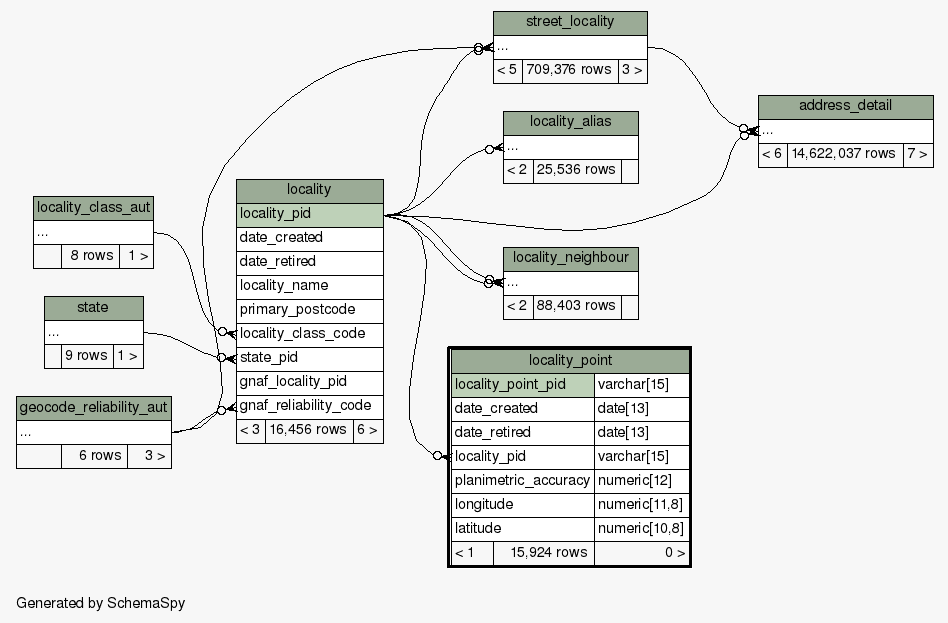 street_locality
...
< 5 709,376 rows 3 >
address_detail
...
< 6 14,622,037 rows 7 >
locality_alias
...
< 2 25,536 rows
locality_class_aut
...
8 rows 1 >
locality
locality_pid
date_created
date_retired
locality_name
primary_postcode
locality_class_code
state_pid
gnaf_locality_pid
gnaf_reliability_code
< 3 16,456 rows 6 >
locality_neighbour
...
< 2 88,403 rows
state
...
9 rows 1 >
geocode_reliability_aut
...
6 rows 3 >
locality_point
locality_point_pid varchar[15]
date_created date[13]
date_retired date[13]
locality_pid varchar[15]
planimetric_accuracy numeric[12]
longitude numeric[11,8]
latitude numeric[10,8]
< 1 15,924 rows 0 >
Generated by SchemaSpy